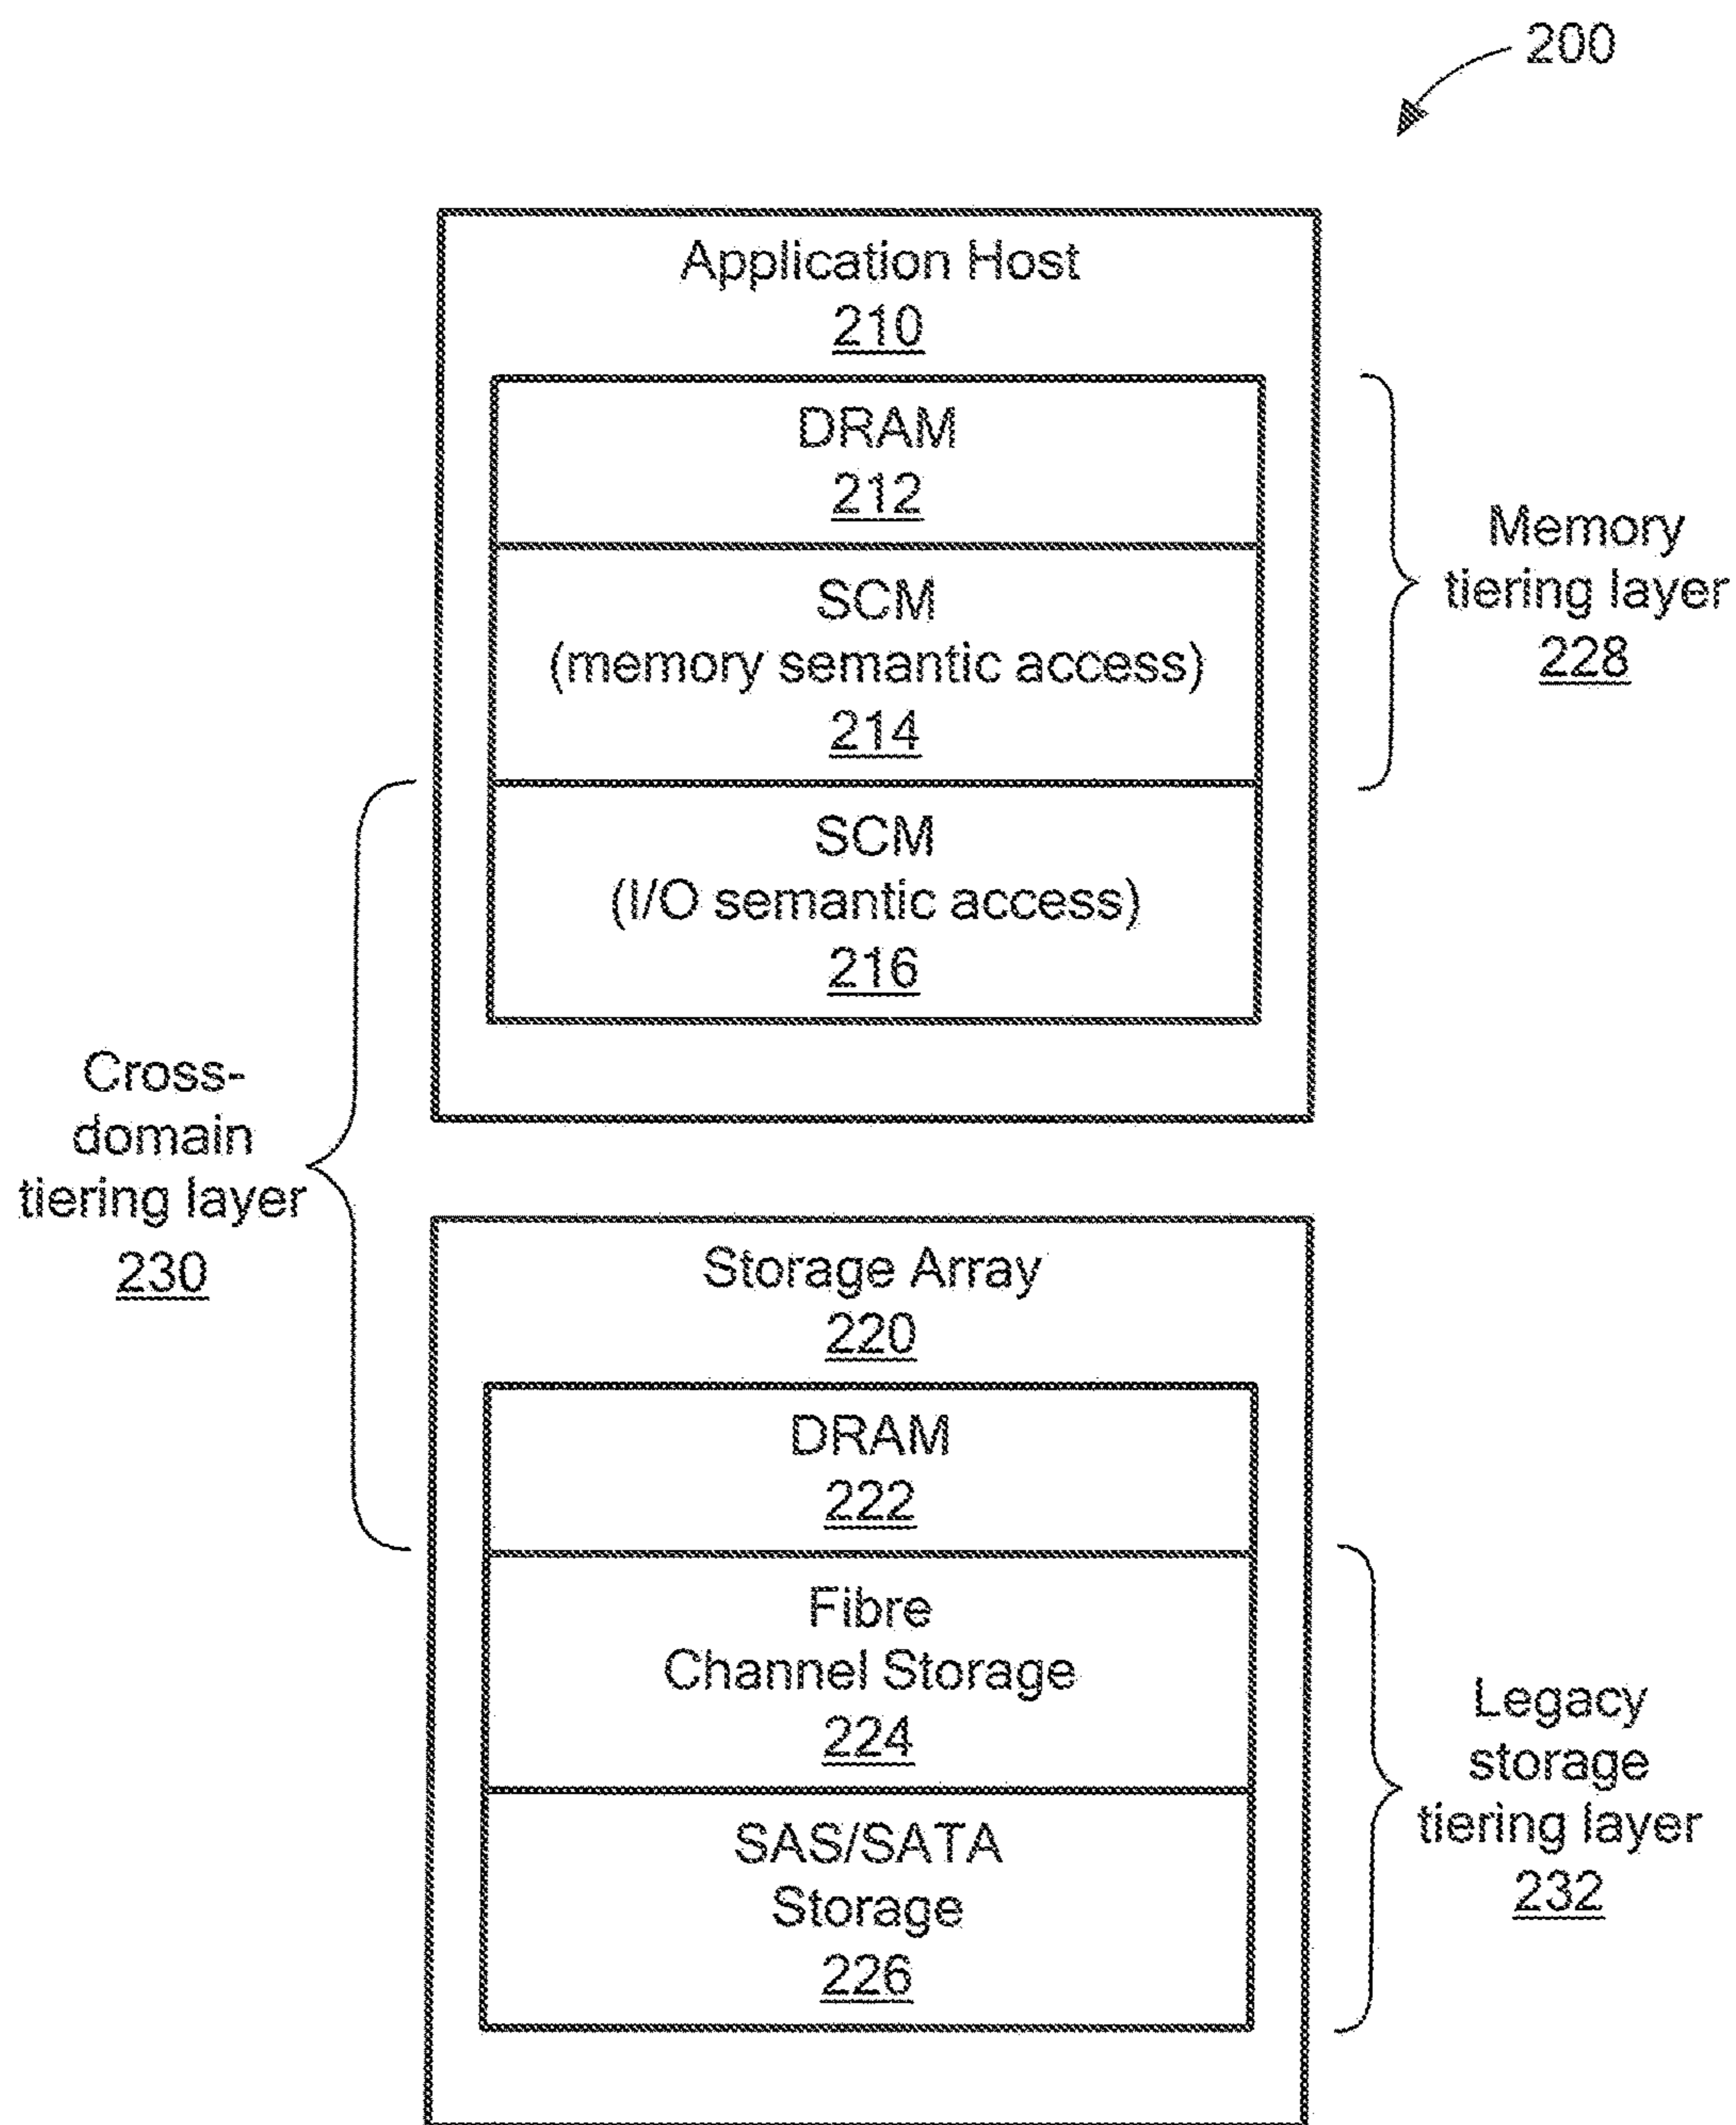 200
Application Host
210
DRAM
212
SCM
(memory semantic access)
214
Memory
tiering layer
228
SCM
(I/O semantic access)
216
Cross-
domain
tiering layer
230
Storage Array
220
DRAM
222
Fibre
Channel Storage
224
SAS/SATA
Storage
226
Legacy
storage
tiering layer
232